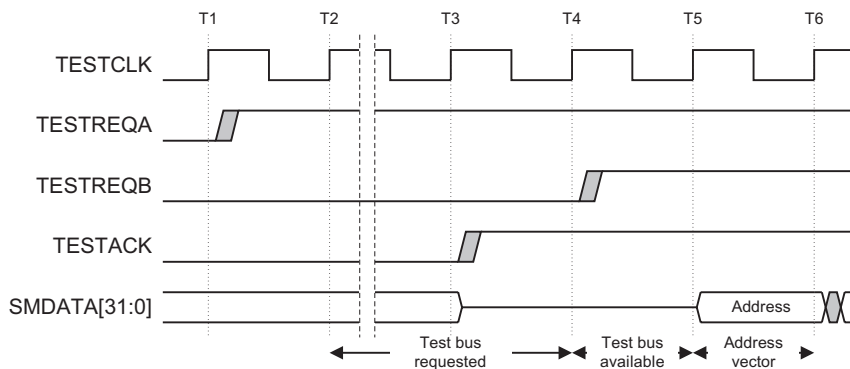 T1 T2 T3 T4 T5 T6
TESTCLK
TESTREQA
TESTREQB
TESTACK
SMDATA[31:0]
Address
Test bus
requested
Test bus
available
Address
vector